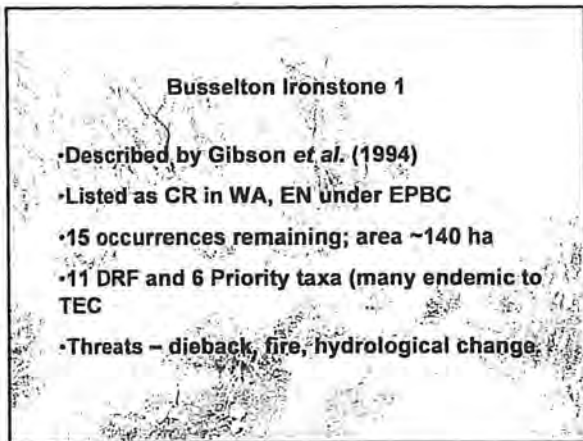 Busselton Ironstone 1
•Described by Gibson et al. (1994)
•Listed as CR in WA, EN under EPBC
•15 occurrences remaining; area ~140 ha
•11 DRF and 6 Priority taxa (many endemic to
TEC
•Threats – dieback, fire, hydrological change